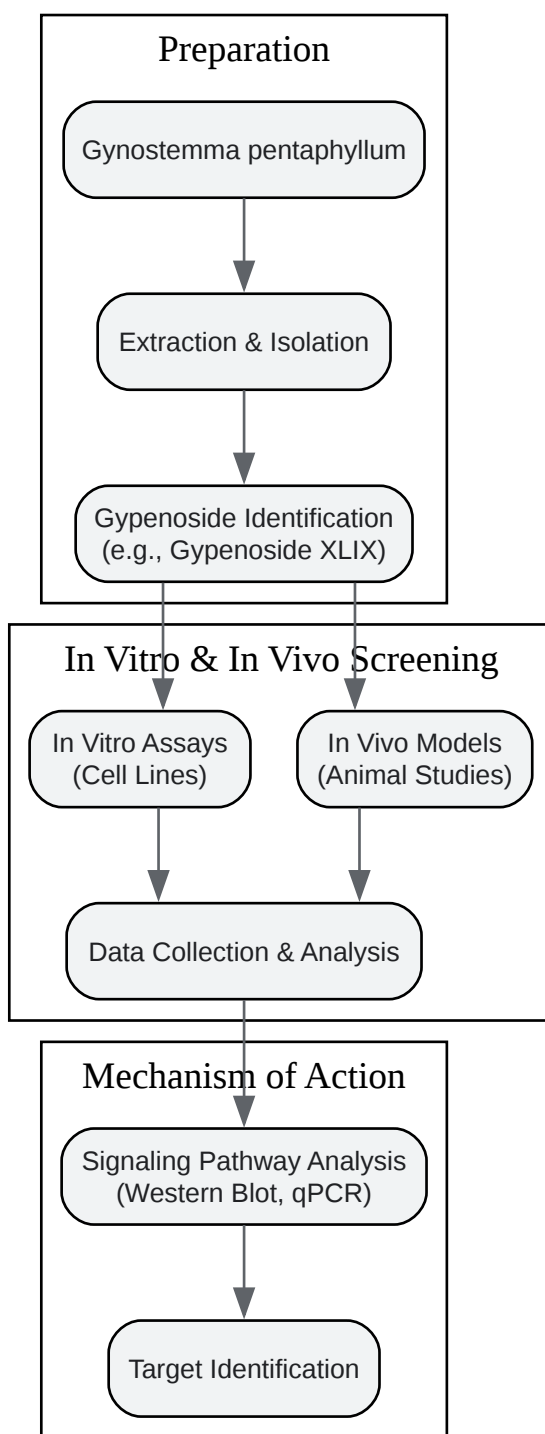 Preparation
Gynostemma pentaphyllum
Extraction & Isolation
Gypenoside Identification
(e.g., Gypenoside XLIX)
In Vitro & In Vivo Screening
In Vitro Assays
(Cell Lines)
In Vivo Models
(Animal Studies)
Data Collection & Analysis
Mechanism of Action
Signaling Pathway Analysis
(Western Blot, qPCR)
Target Identification